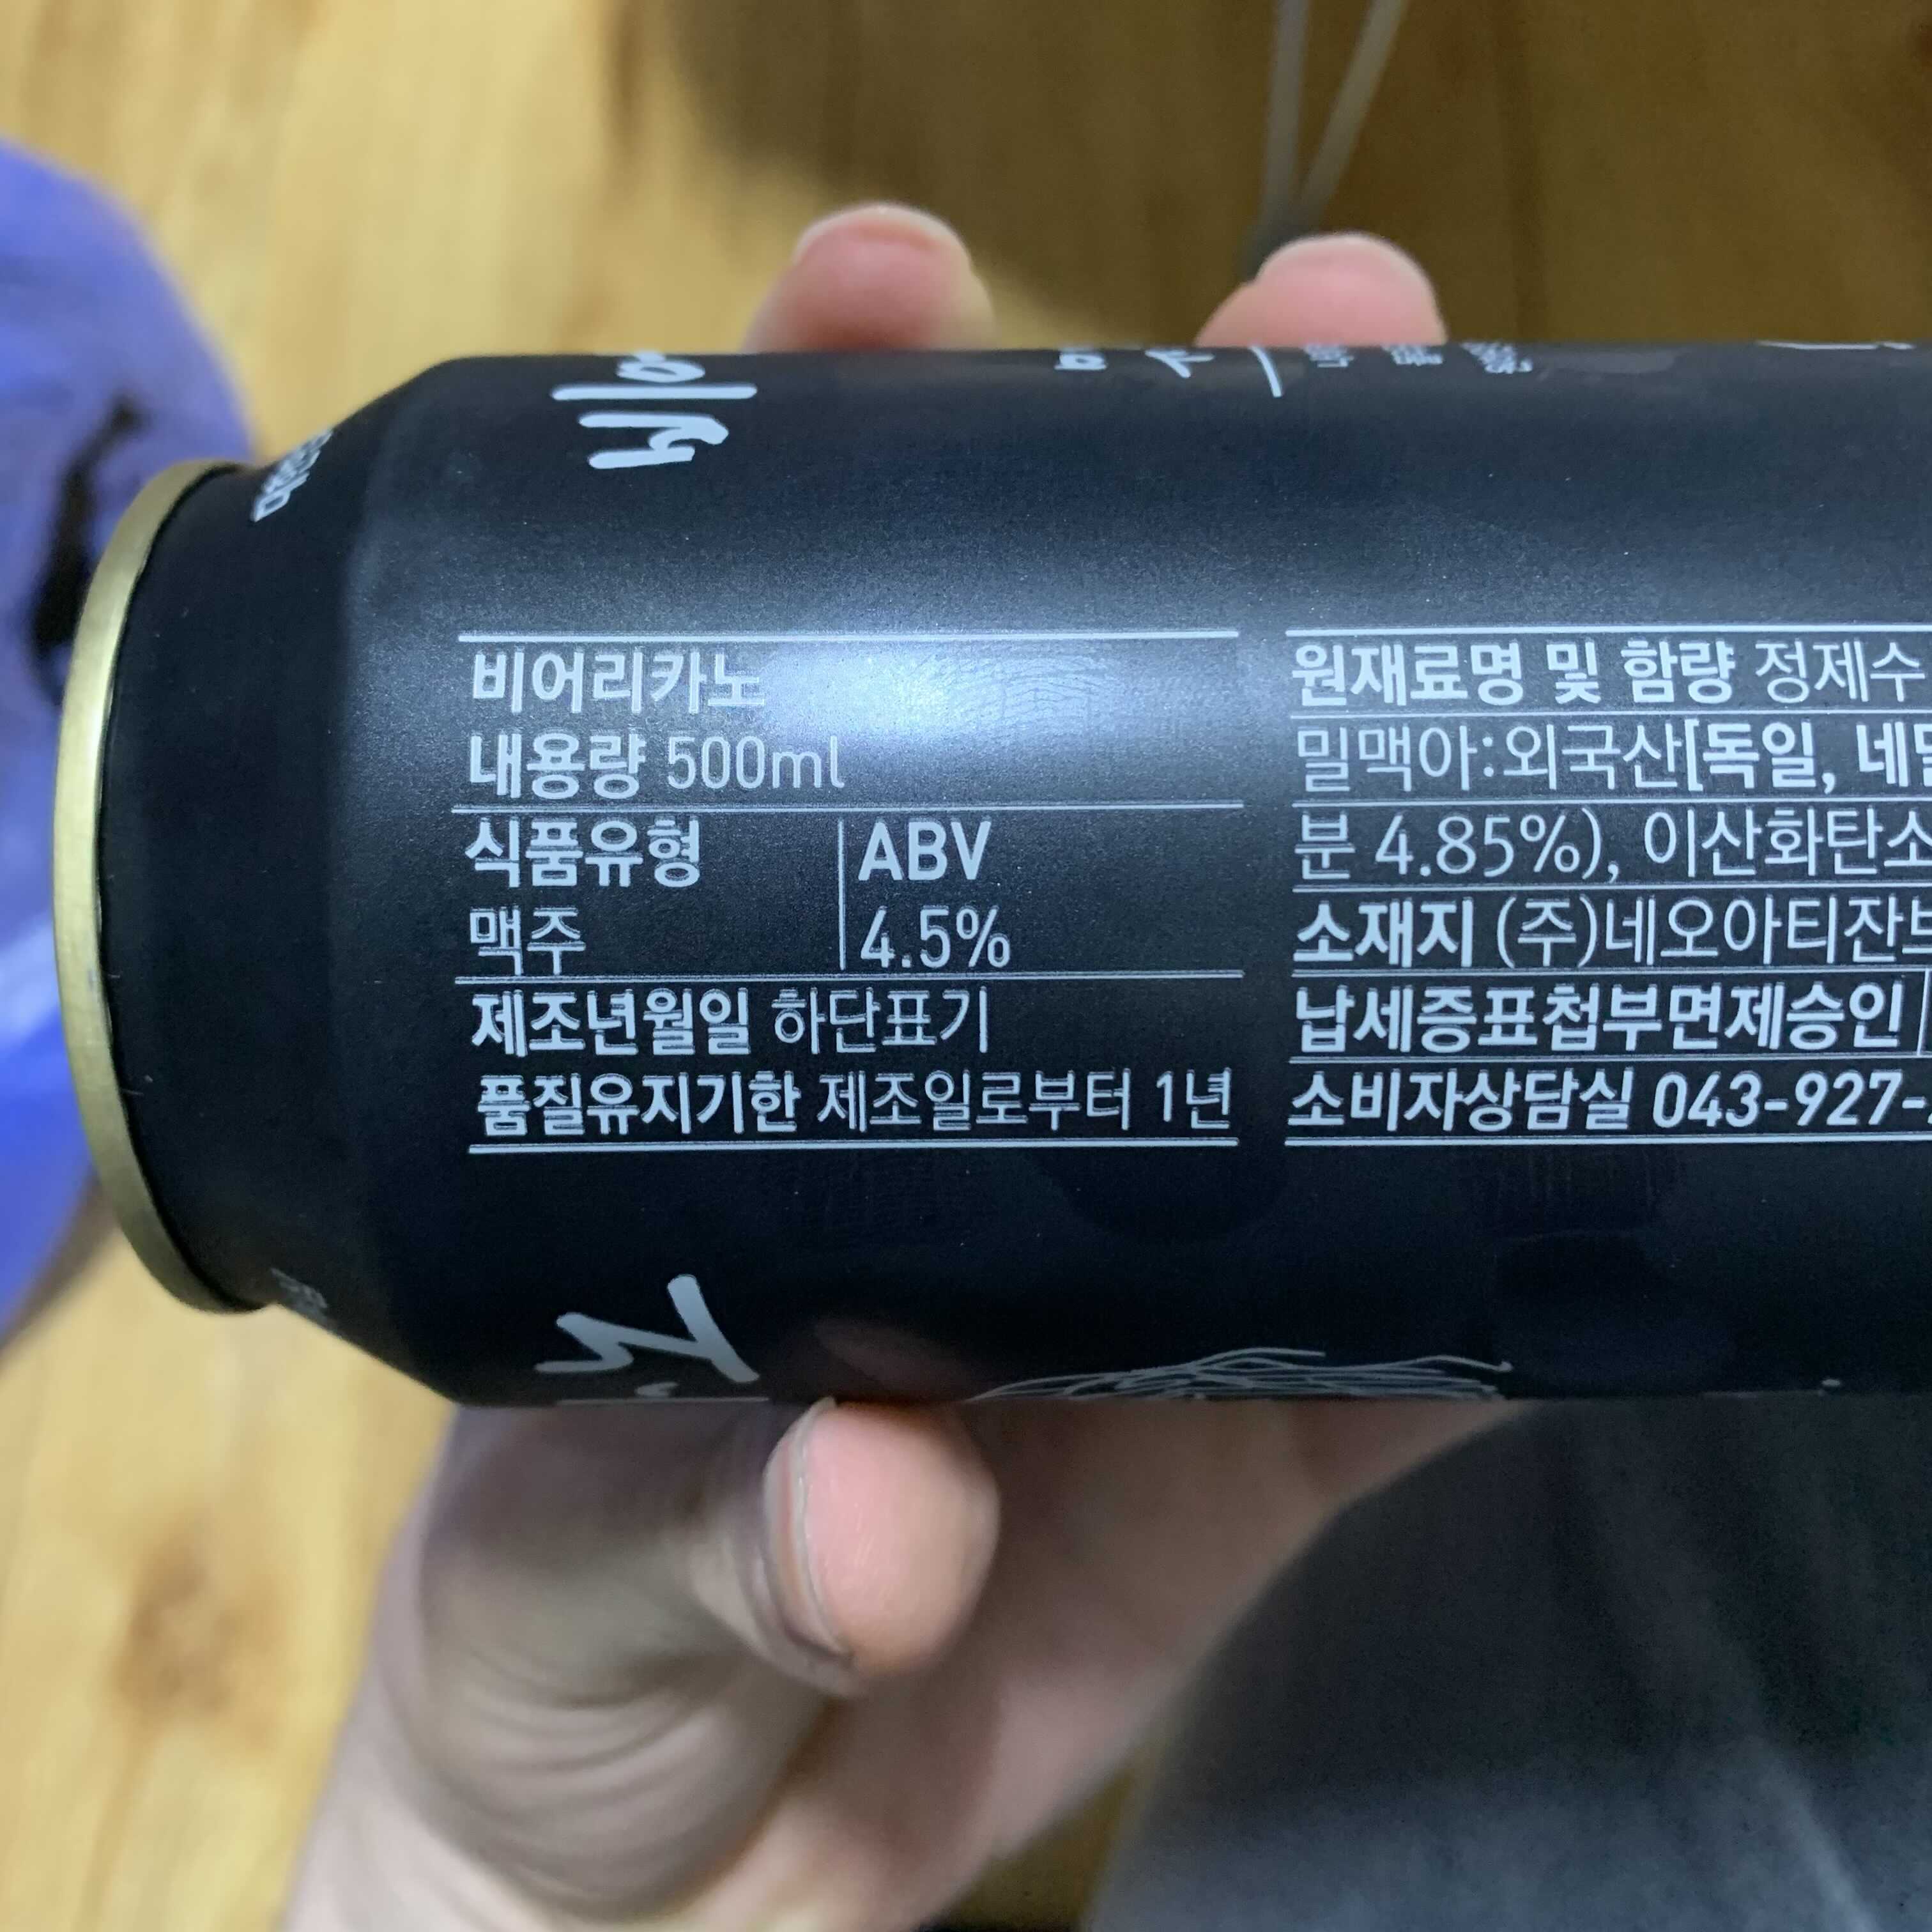 비어리카노
내용량 500ml
식품유형
맥주
ABV
4.5%
제조년월일 하단표기
품질유지기한 제조일로부터 1년
원재료명 및 함량 정제수
밀맥아:외국산[독일,
분 4.85%), 이산화탄소
소재지 (주)네오아티잔브
납세증표첩부면제승인
소비자상담실 043-927-